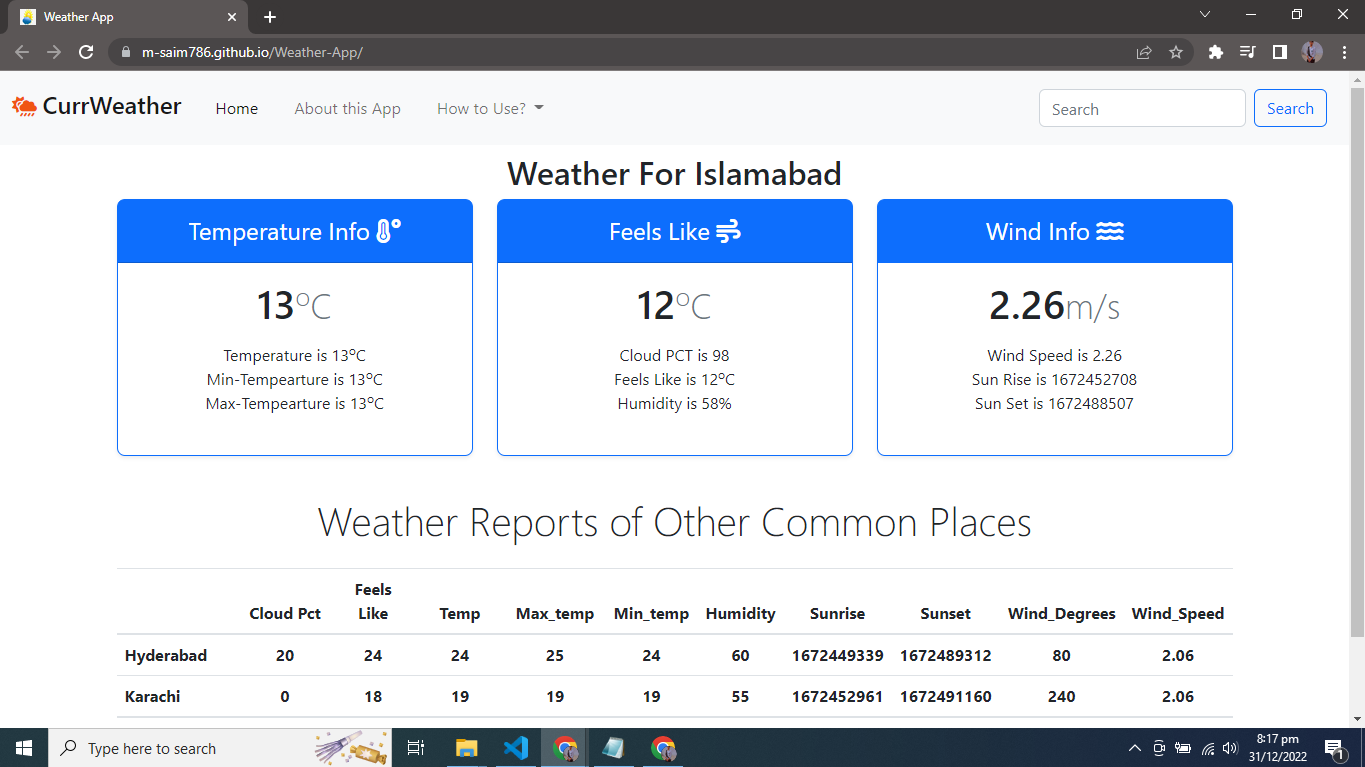 Weather App
m-saim786.github.io/Weather-App/
CurrWeather Home About this App How to Use? Search Search
Weather For Islamabad
Temperature Info
13°C
Temperature is 13°C
Min-Tempearture is 13°C
Max-Tempearture is 13°C
Feels Like
12°C
Cloud PCT is 98
Feels Like is 12°C
Humidity is 58%
Wind Info
2.26m/s
Wind Speed is 2.26
Sun Rise is 1672452708
Sun Set is 1672488507
Weather Reports of Other Common Places
Cloud Pct Feels Like Temp Max_temp Min_temp Humidity Sunrise Sunset Wind_Degrees Wind_Speed
Hyderabad 20 24 24 25 24 60 1672449339 1672489312 80 2.06
Karachi 0 18 19 19 19 55 1672452961 1672491160 240 2.06
Type here to search
8:17 pm
31/12/2022
1